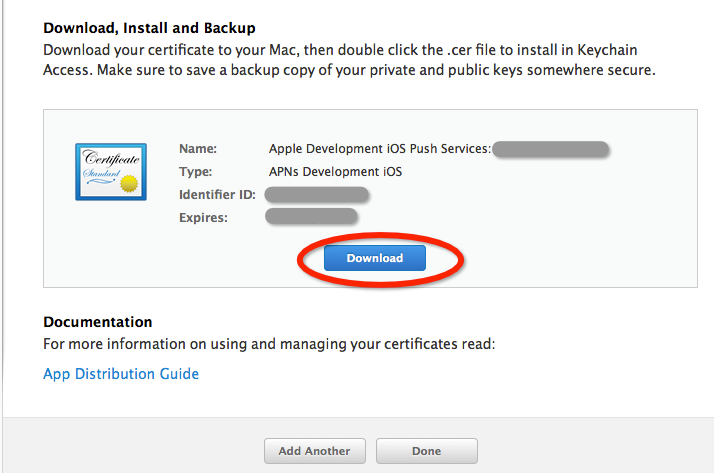 Download, Install and Backup
Download your certificate to your Mac, then double click the .cer file to install in Keychain
Access. Make sure to save a backup copy of your private and public keys somewhere secure.
Certificate
Standard
Name: Apple Development iOS Push Services:
Type: APNs Development iOS
Identifier ID:
Expires:
Download
Documentation
For more information on using and managing your certificates read:
App Distribution Guide
Add Another Done